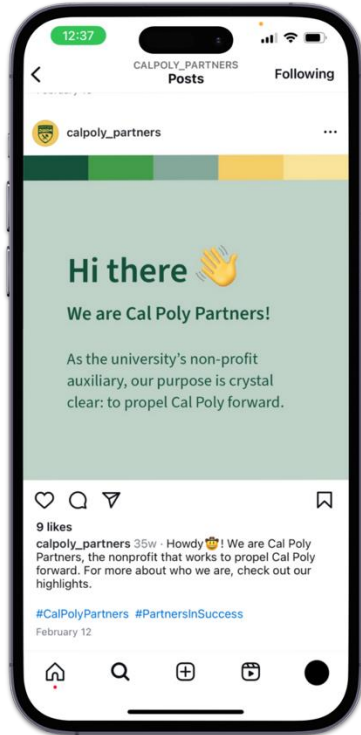 12:37
CALPOLY_PARTNERS
Posts
Following
calpoly_partners
Hi there 👋
We are Cal Poly Partners!
As the university's non-profit
auxiliary, our purpose is crystal
clear: to propel Cal Poly forward.
9 likes
calpoly_partners 35w · Howdy🤠! We are Cal Poly
Partners, the nonprofit that works to propel Cal Poly
forward. For more about who we are, check out our
highlights.
#CalPolyPartners #PartnersInSuccess
February 12